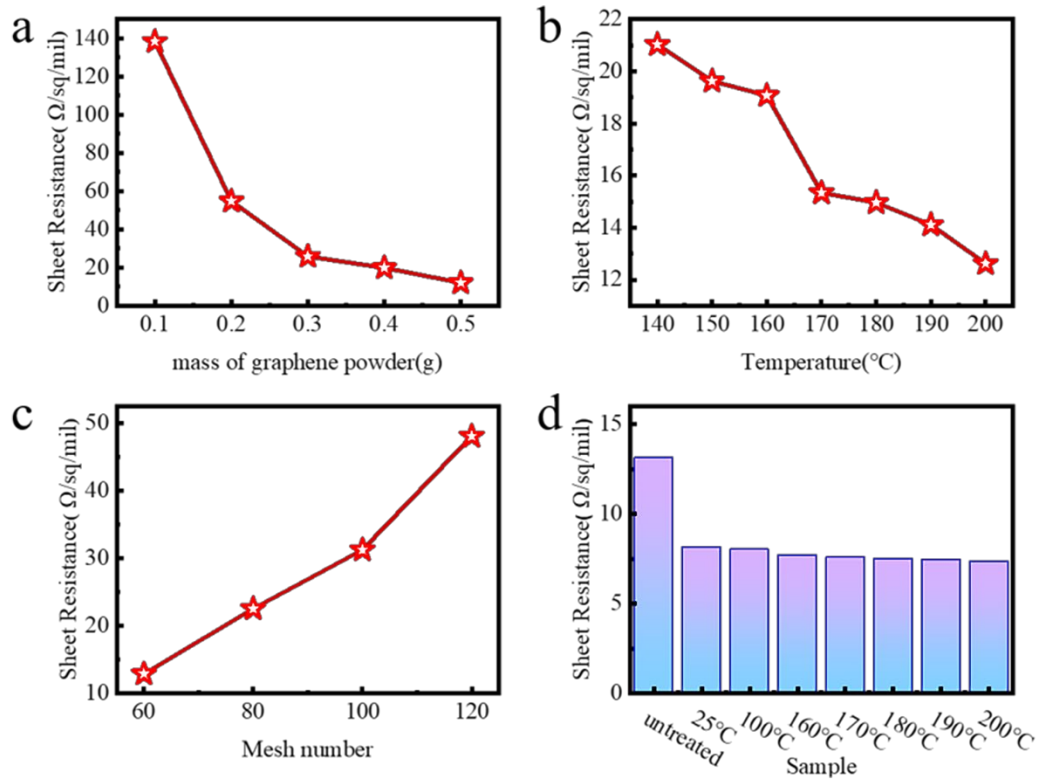 a
Sheet Resistance( Ω/sq/mil)
140
120
100
80
60
40
20
0
0.1 0.2 0.3 0.4 0.5
mass of graphene powder(g)
b
Sheet Resistance( Ω/sq/mil)
22
20
18
16
14
12
140 150 160 170 180 190 200
Temperature(°C)
c
Sheet Resistance( Ω/sq/mil)
50
40
30
20
10
60 80 100 120
Mesh number
d
Sheet Resistance( Ω/sq/mil)
15
10
5
0
untreated 25℃ 100℃ 160℃ 170℃ 180℃ 190℃ 200℃
Sample